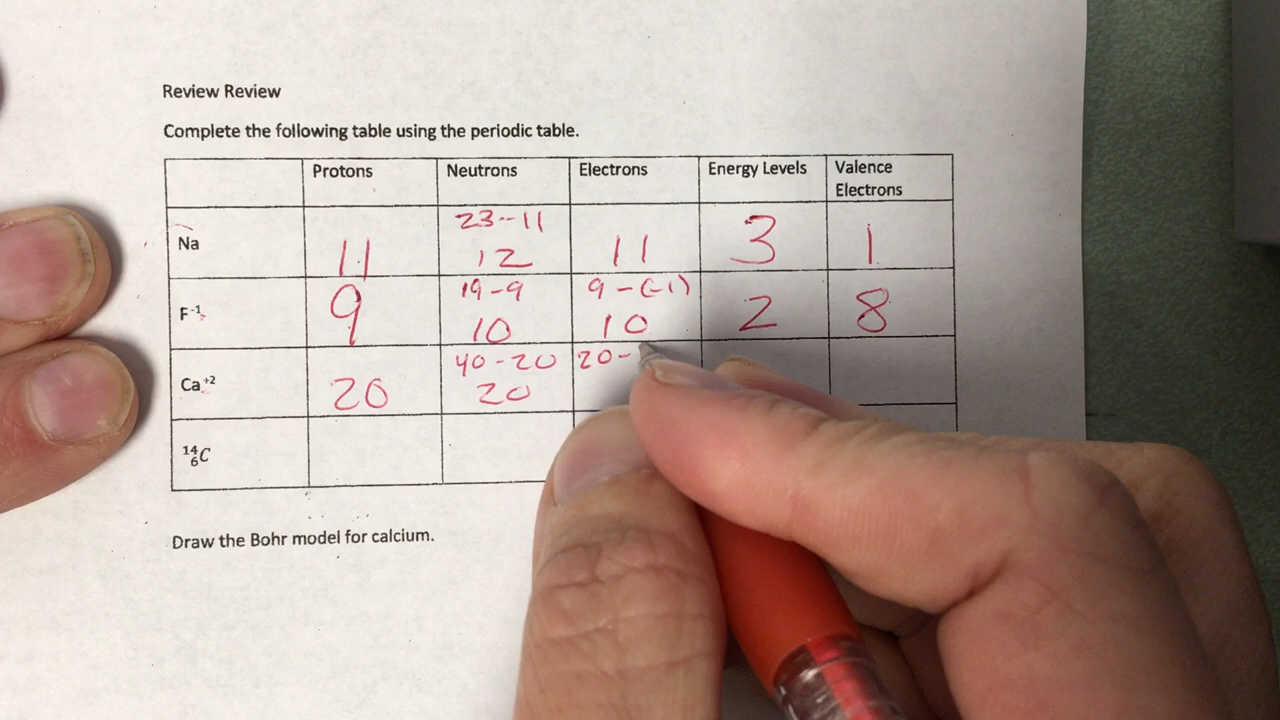 Review Review
Complete the following table using the periodic table.
Protons Neutrons Electrons Energy Levels Valence Electrons
Na 11 23-11 12 11 3 1
F⁻¹ 9 19-9 10 9-(-1) 10 2 8
Ca⁺² 20 40-20 20 20-
¹⁴₆C
Draw the Bohr model for calcium.